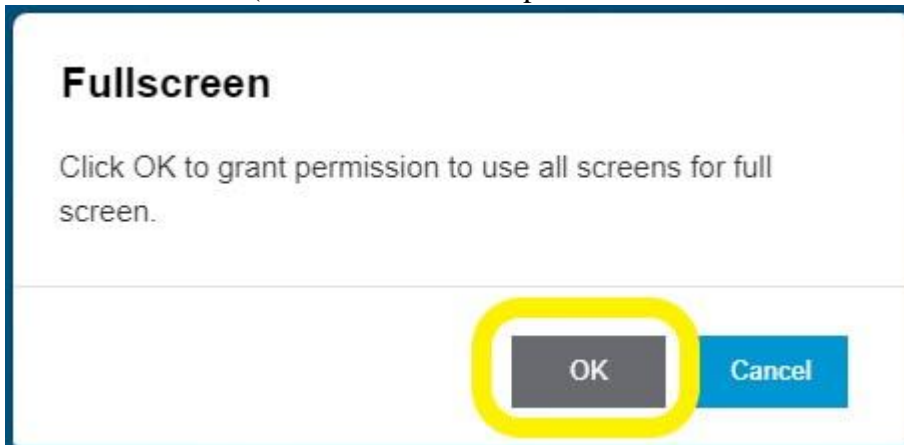 Fullscreen
Click OK to grant permission to use all screens for full
screen.
OK Cancel